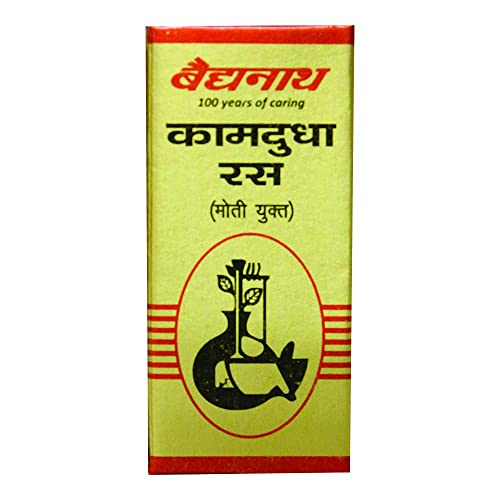 बैद्यनाथ
100 years of caring
कामदुधा
रस
(मोती युक्त)